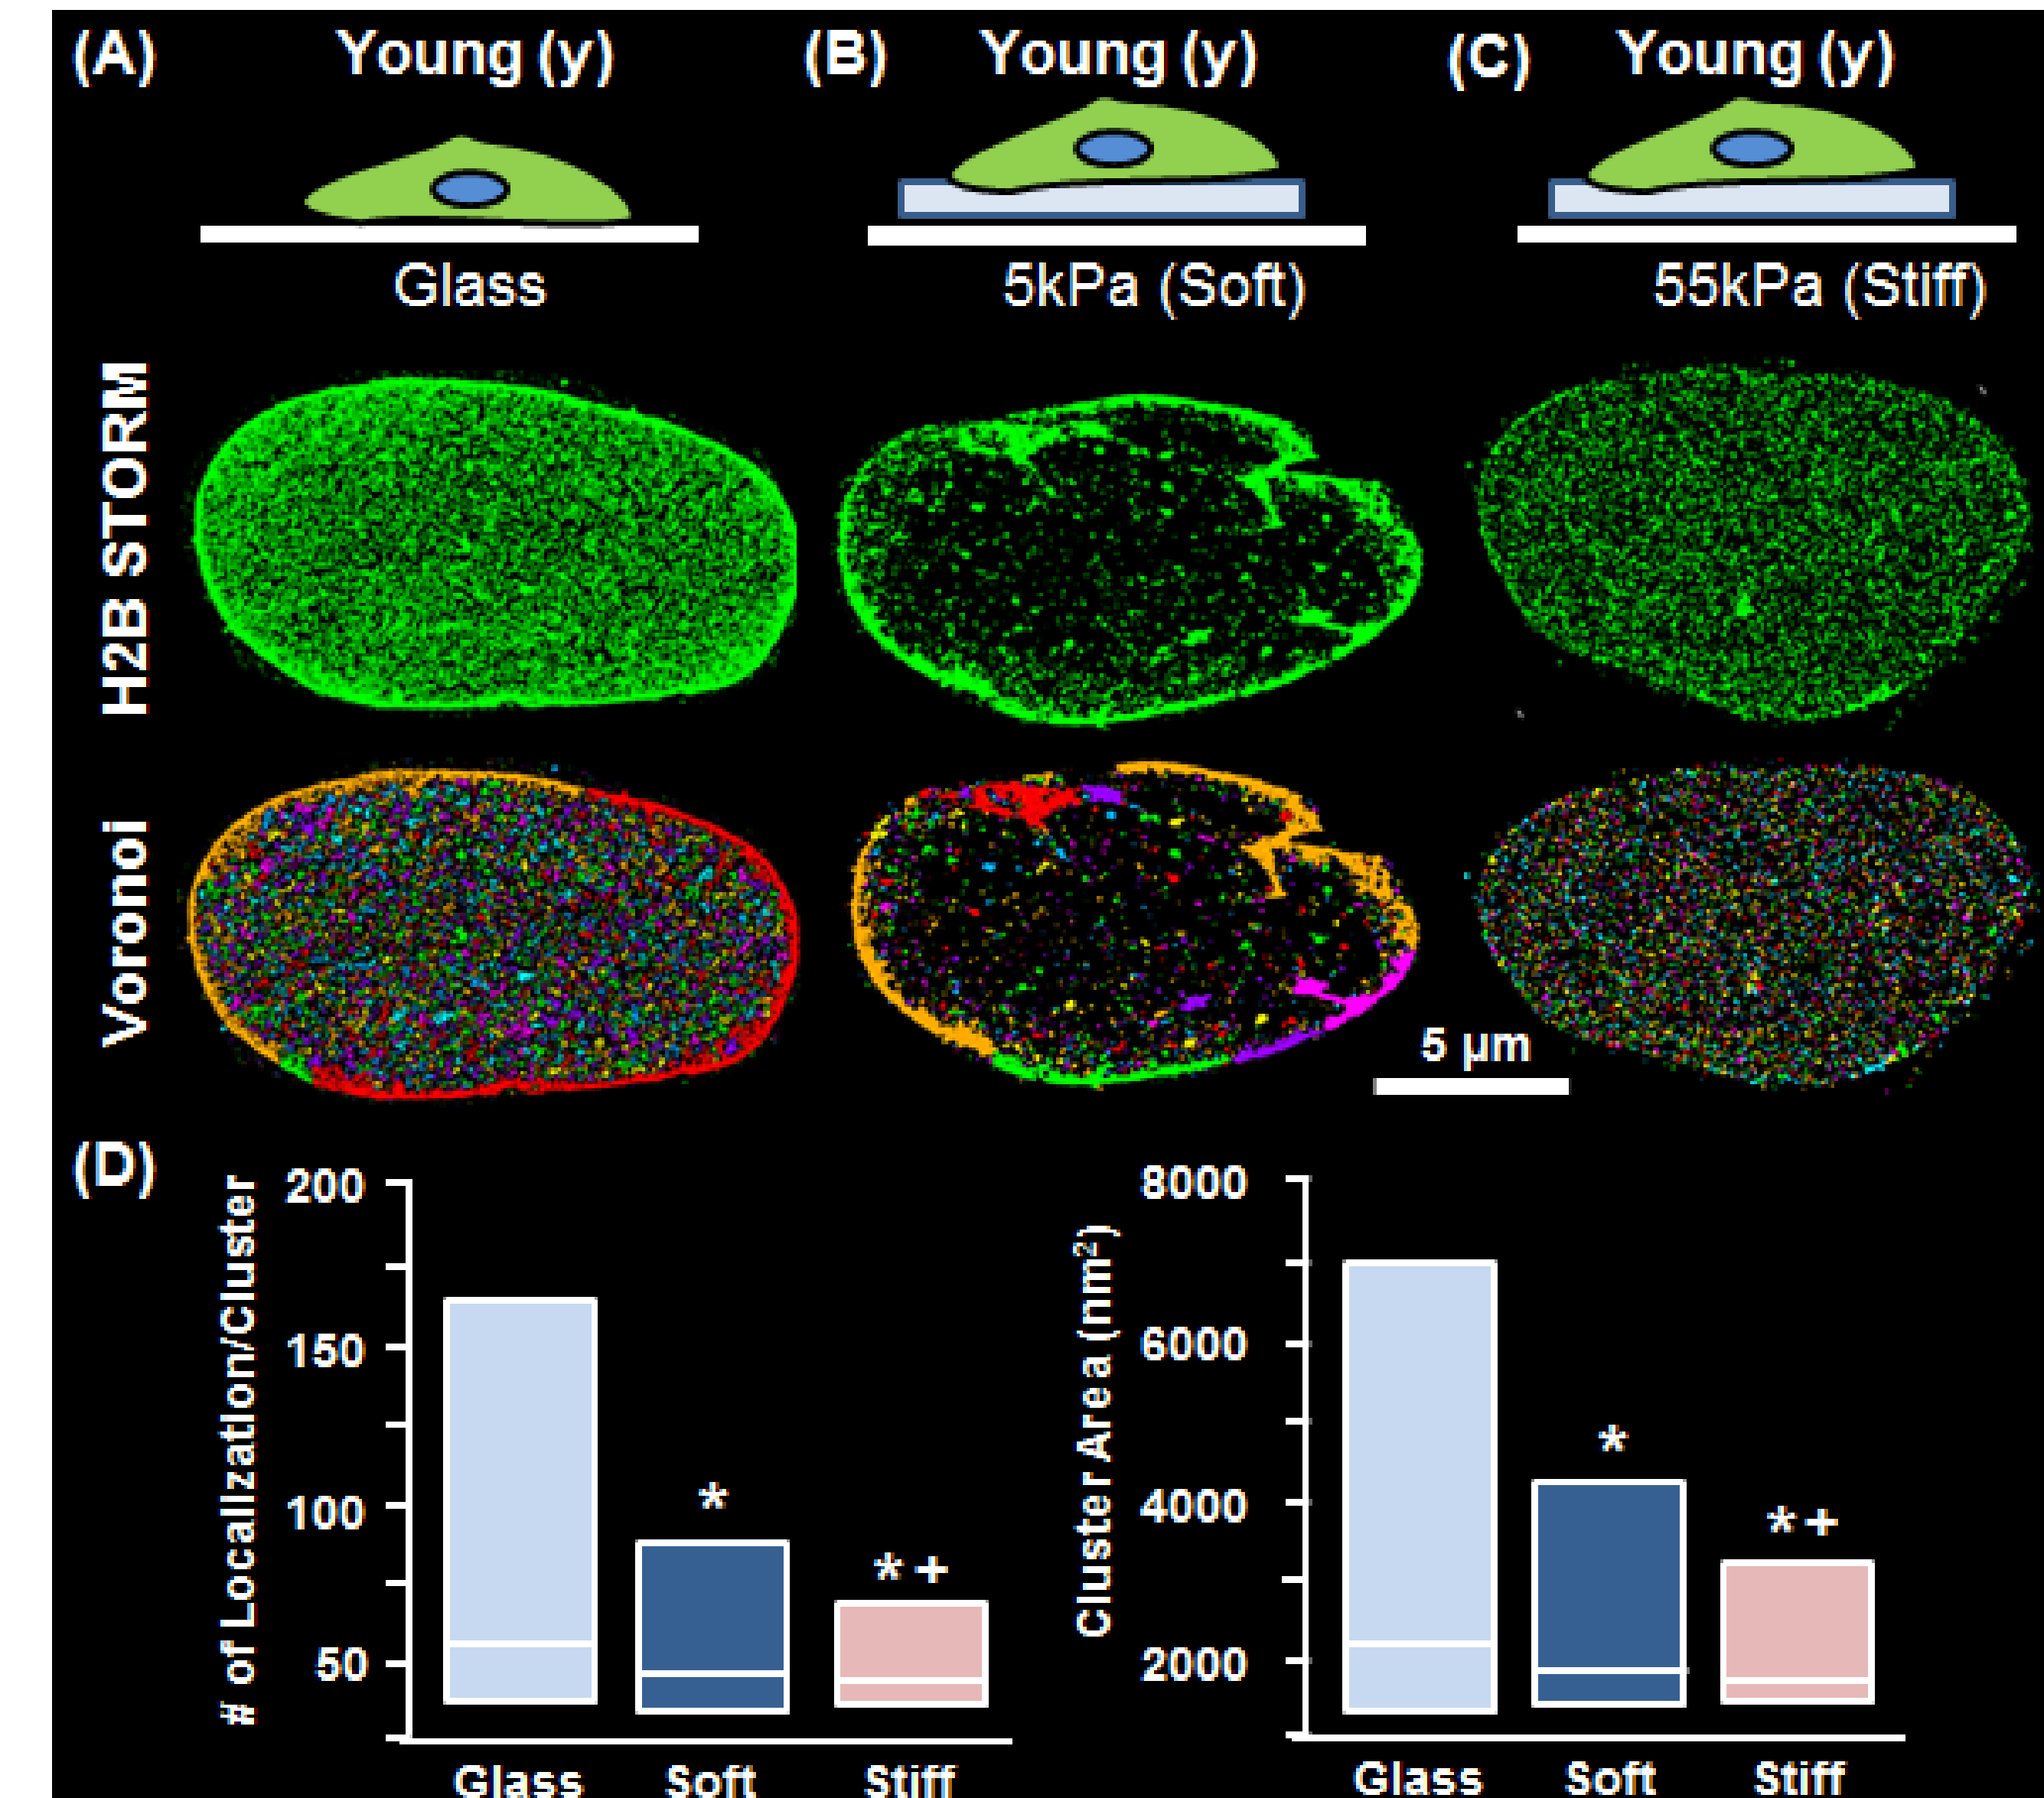 (A) Young (y) (B) Young (y) (C) Young (y)
Glass 5kPa (Soft) 55kPa (Stiff)
H2B STORM
Voronoi
5 µm
(D)
# of Localization/Cluster
200
150
100
50
*
* +
Glass Soft Stiff
Cluster Area (nm²)
8000
6000
4000
2000
*
* +
Glass Soft Stiff